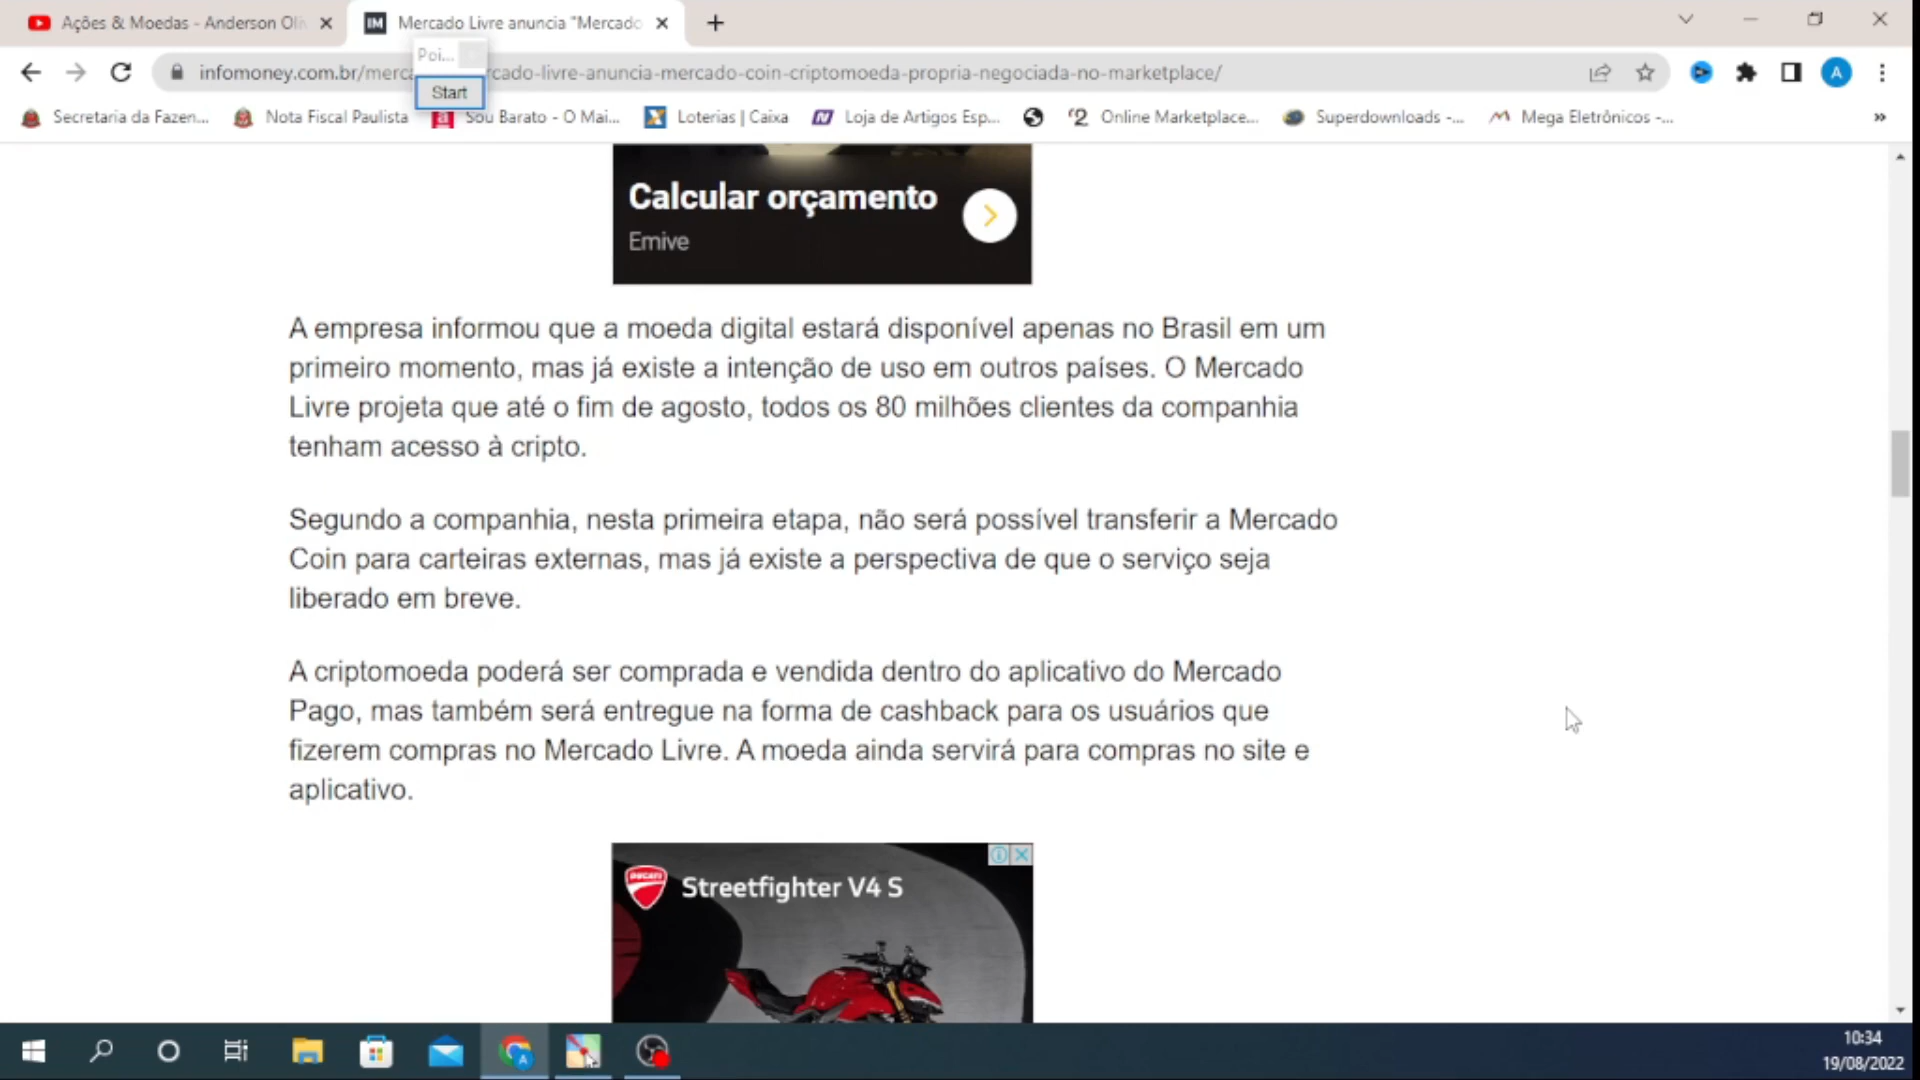 Ações & Moedas - Anderson Oli
Mercado Livre anuncia "Mercado
Poi...
infomoney.com.br/merc
rcado-livre-anuncia-mercado-coin-criptomoeda-propria-negociada-no-marketplace/
A
Start
Secretaria da Fazen...
Nota Fiscal Paulista
Sou Barato - O Mai...
Loterias | Caixa
Loja de Artigos Esp...
Online Marketplace...
Superdownloads -...
Mega Eletrônicos -...
»
Calcular orçamento
Emive
A empresa informou que a moeda digital estará disponível apenas no Brasil em um
primeiro momento, mas já existe a intenção de uso em outros países. O Mercado
Livre projeta que até o fim de agosto, todos os 80 milhões clientes da companhia
tenham acesso à cripto.
Segundo a companhia, nesta primeira etapa, não será possível transferir a Mercado
Coin para carteiras externas, mas já existe a perspectiva de que o serviço seja
liberado em breve.
A criptomoeda poderá ser comprada e vendida dentro do aplicativo do Mercado
Pago, mas também será entregue na forma de cashback para os usuários que
fizerem compras no Mercado Livre. A moeda ainda servirá para compras no site e
aplicativo.
DUCATI
Streetfighter V4 S
10:34
19/08/2022